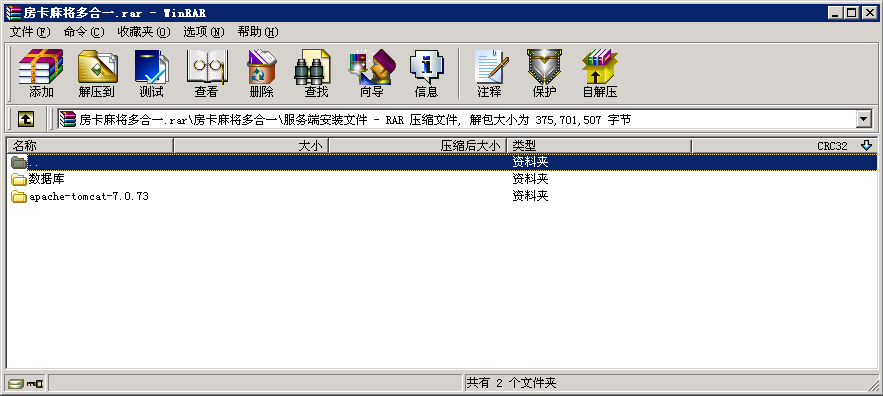 房卡麻将多合一.rar - WinRAR
文件(F) 命令(C) 收藏夹(O) 选项(N) 帮助(H)
添加 解压到 测试 查看 删除 查找 向导 信息 注释 保护 自解压
房卡麻将多合一.rar\房卡麻将多合一\服务端安装文件 - RAR 压缩文件, 解包大小为 375,701,507 字节
名称 大小 压缩后大小 类型 CRC32
.. 资料夹
数据库 资料夹
apache-tomcat-7.0.73 资料夹
共有 2 个文件夹